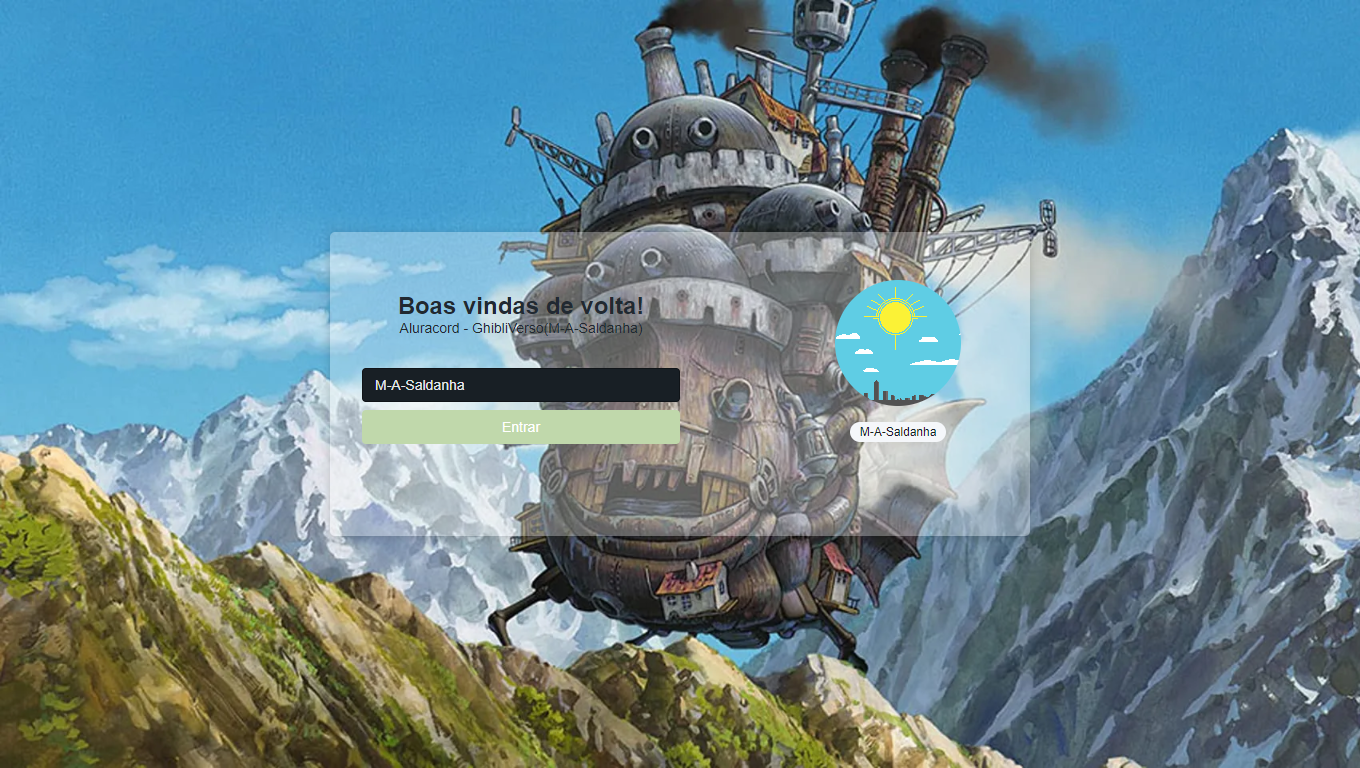 Boas vindas de volta!
Aluracord - GhibliVerso(M-A-Saldanha)
M-A-Saldanha
Entrar
M-A-Saldanha